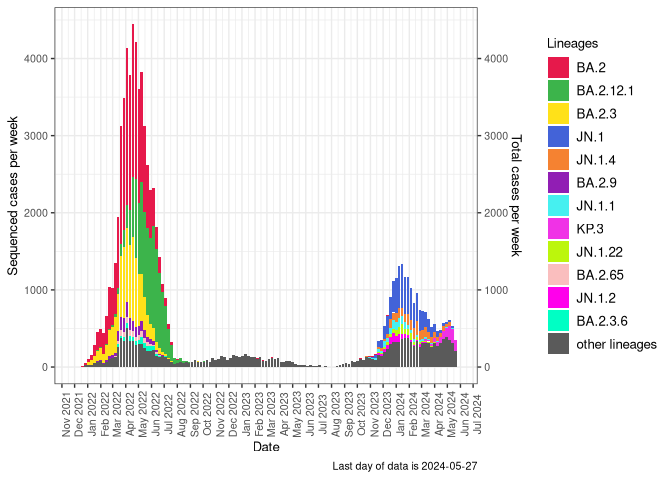 Sequenced cases per week
4000
3000
2000
1000
0
4000
3000
2000
1000
0
Total cases per week
Nov 2021
Dec 2021
Jan 2022
Feb 2022
Mar 2022
Apr 2022
May 2022
Jun 2022
Jul 2022
Aug 2022
Sep 2022
Oct 2022
Nov 2022
Dec 2022
Jan 2023
Feb 2023
Mar 2023
Apr 2023
May 2023
Jun 2023
Jul 2023
Aug 2023
Sep 2023
Oct 2023
Nov 2023
Dec 2023
Jan 2024
Feb 2024
Mar 2024
Apr 2024
May 2024
Jun 2024
Jul 2024
Date
Last day of data is 2024-05-27
Lineages
BA.2
BA.2.12.1
BA.2.3
JN.1
JN.1.4
BA.2.9
JN.1.1
KP.3
JN.1.22
BA.2.65
JN.1.2
BA.2.3.6
other lineages